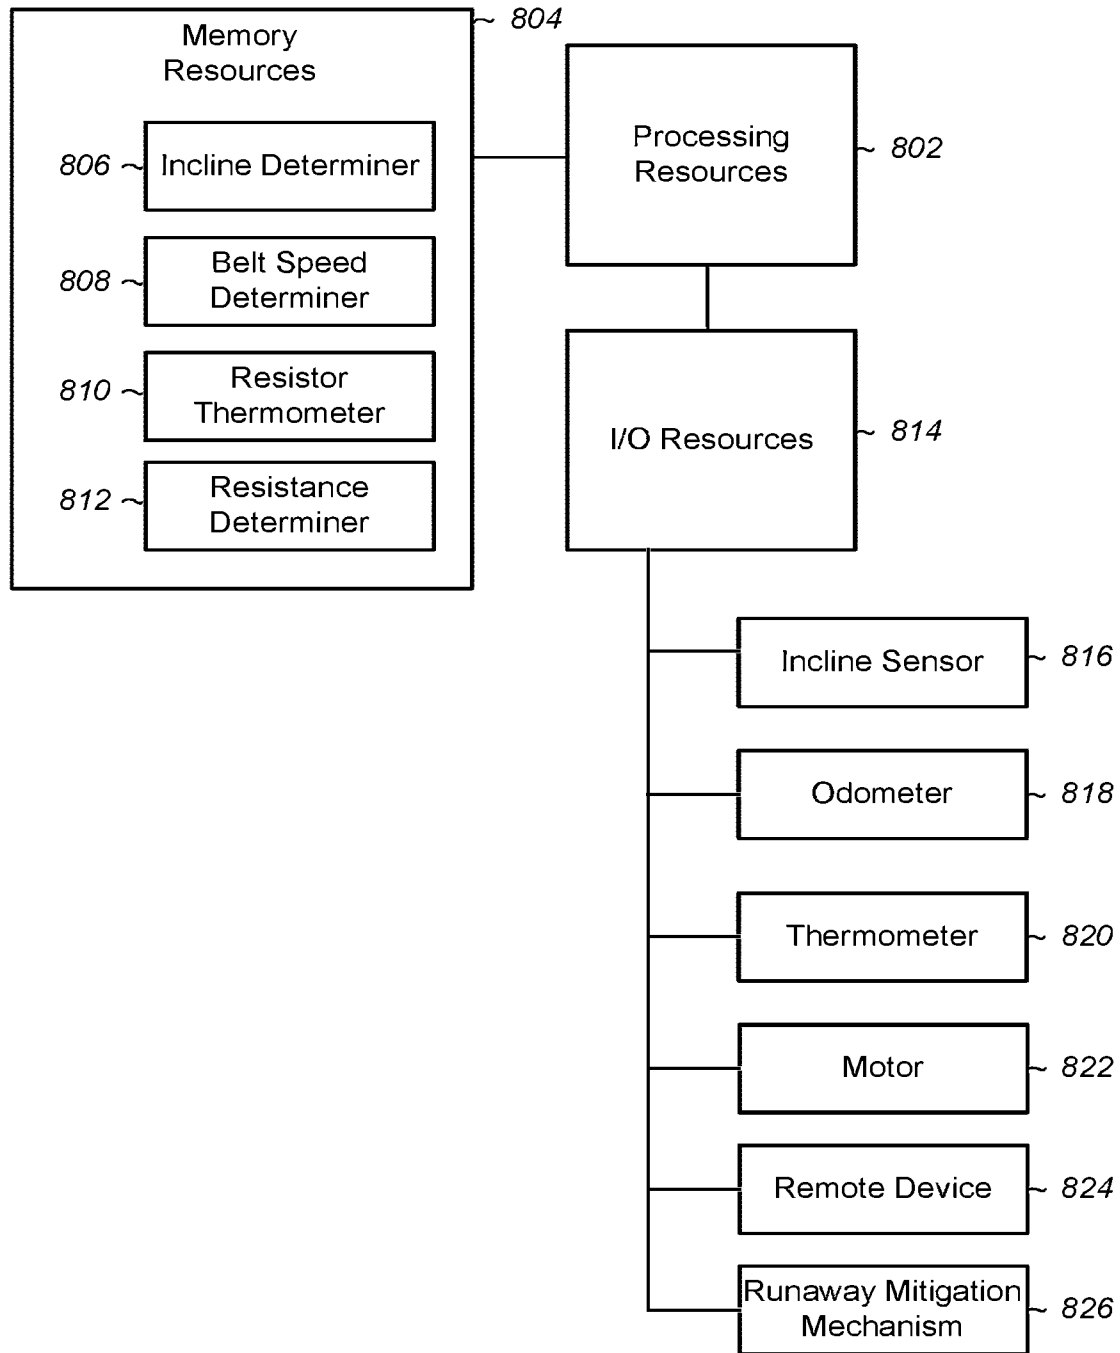 804
Memory
Resources
806
Incline Determiner
808
Belt Speed
Determiner
810
Resistor
Thermometer
812
Resistance
Determiner
Processing
Resources
802
I/O Resources
814
Incline Sensor
816
Odometer
818
Thermometer
820
Motor
822
Remote Device
824
Runaway Mitigation
Mechanism
826